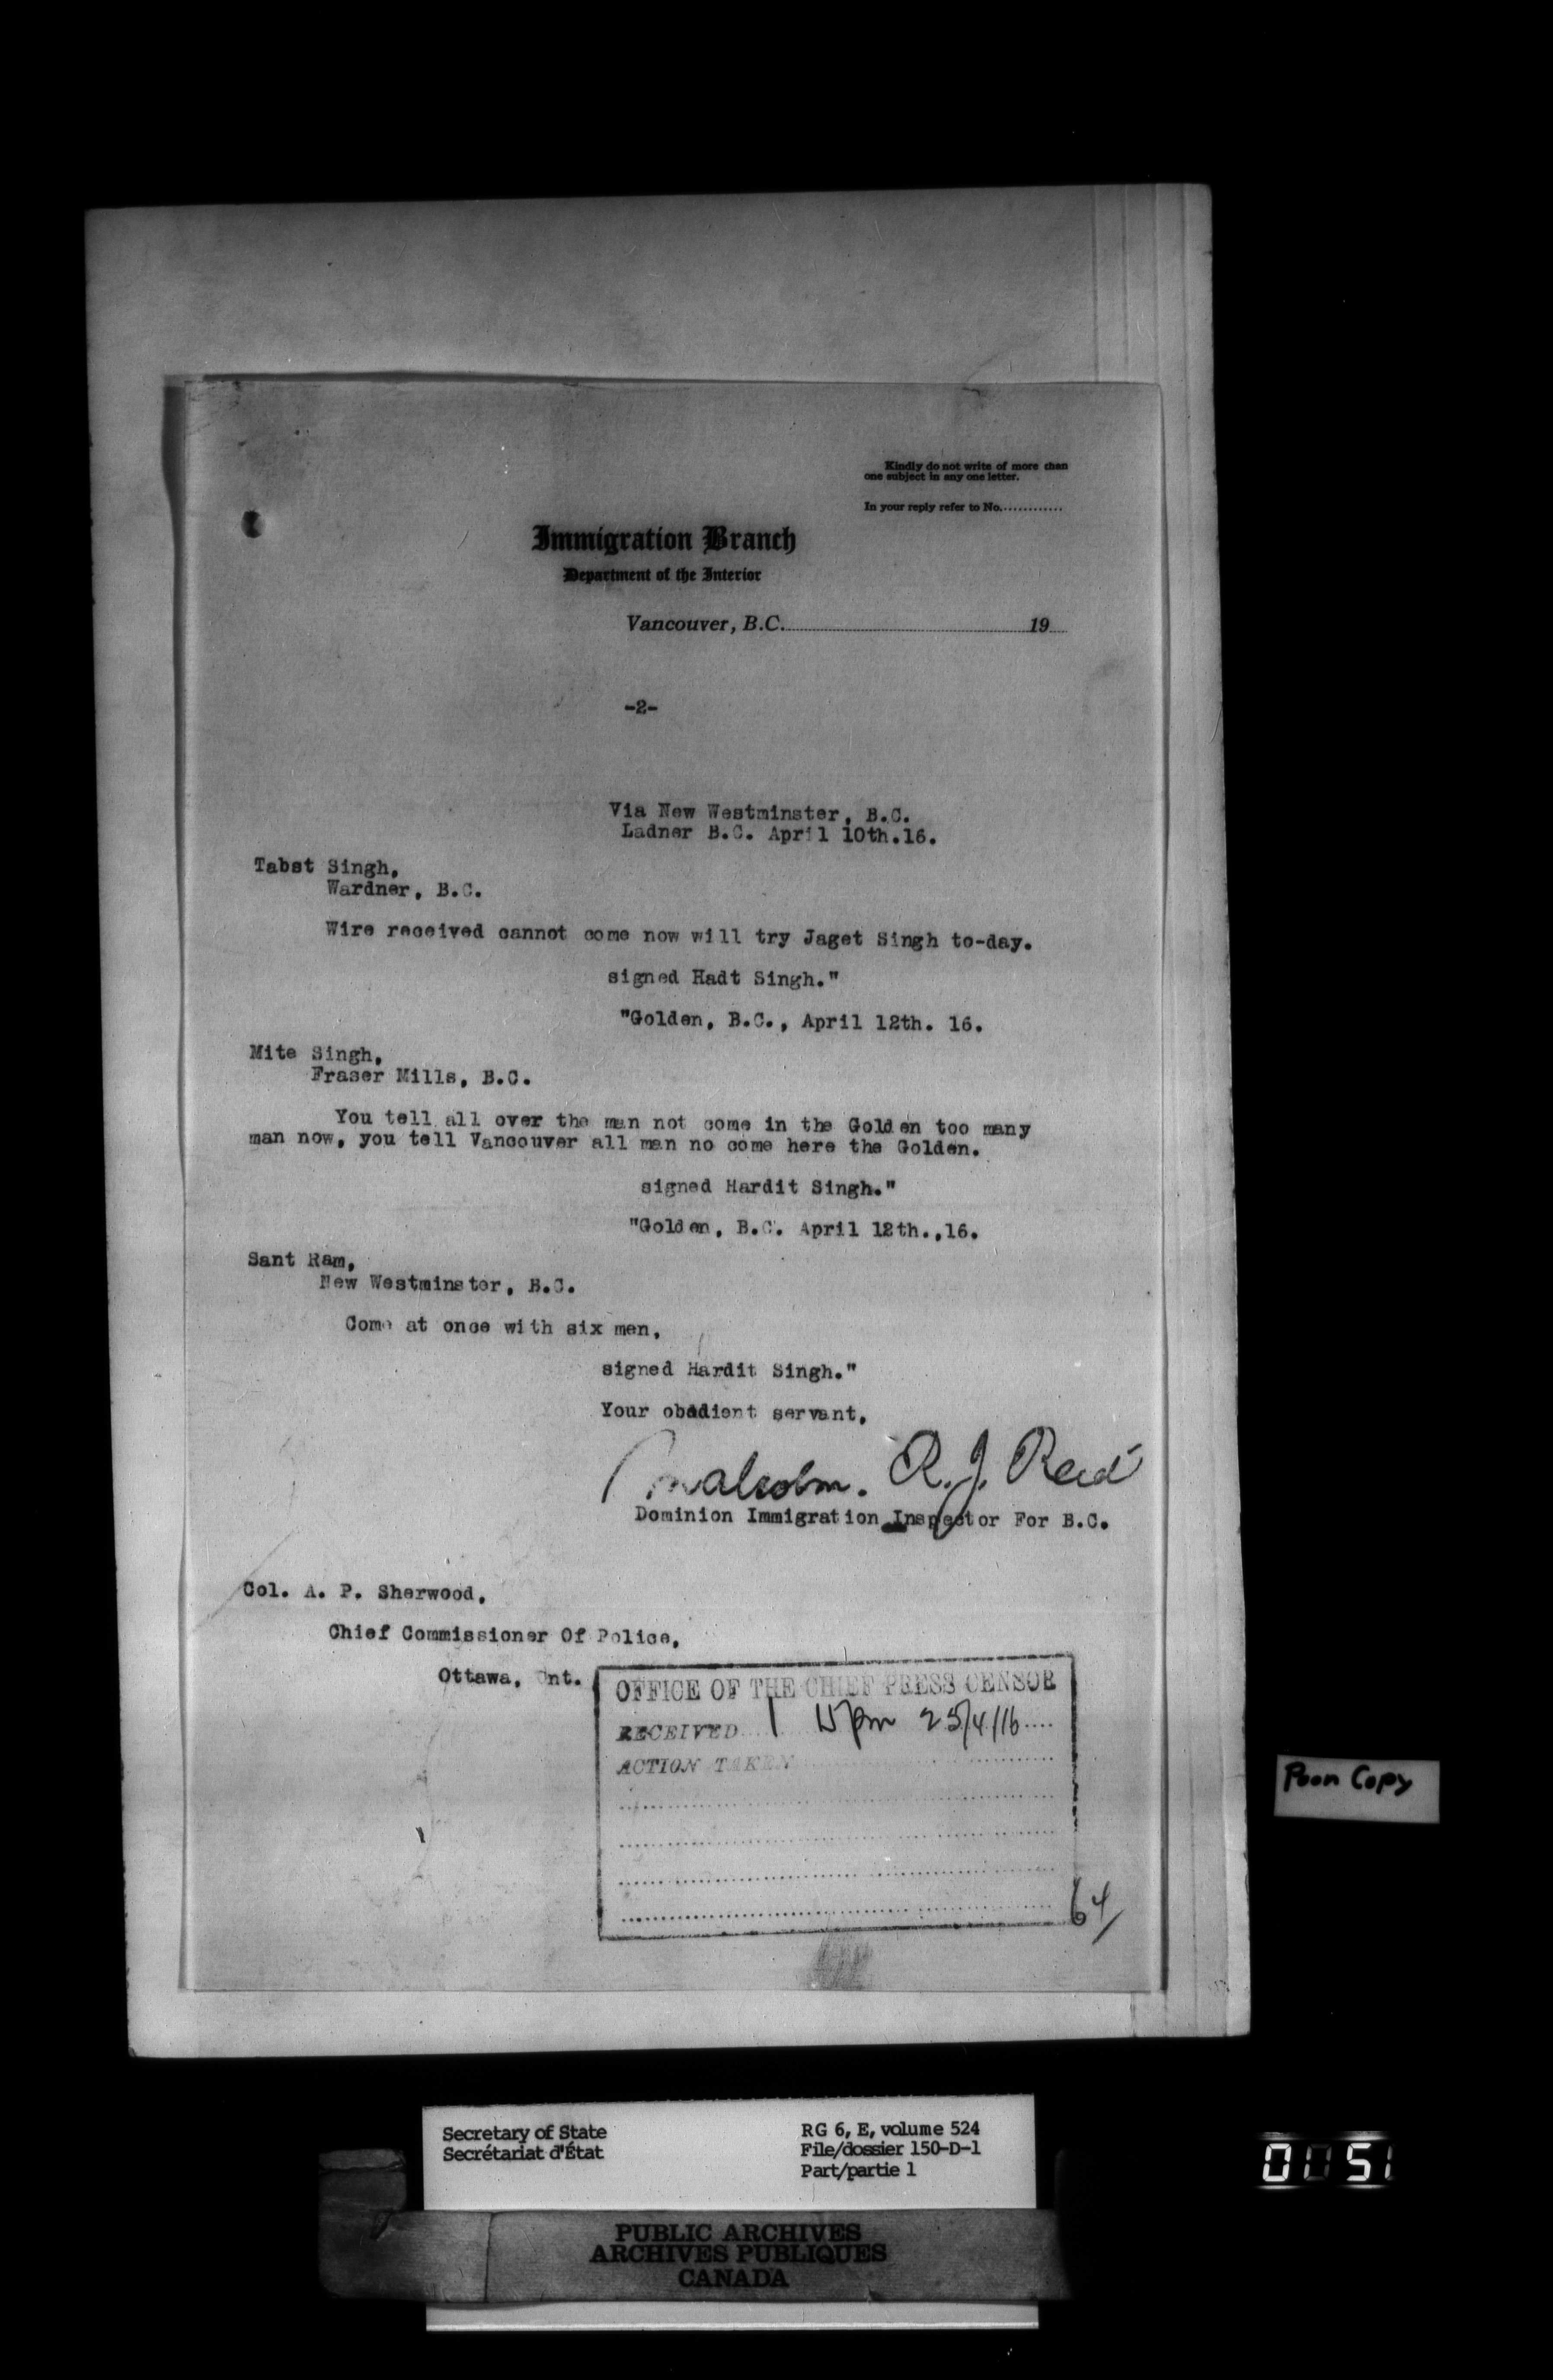 Kindly do not write of more than
one subject in any one letter.
In your reply refer to No.............
Immigration Branch
Department of the Interior
Vancouver, B.C. 19
-2-
Via New Westminster, B.C.
Ladner B.C. April 10th.16.
Tabst Singh,
Wardner, B.C.
Wire received cannot come now will try Jaget Singh to-day.
signed Hadt Singh."
"Golden, B.C., April 12th. 16.
Mite Singh,
Fraser Mills, B.C.
You tell all over the man not come in the Golden too many
man now, you tell Vancouver all man no come here the Golden.
signed Hardit Singh."
"Golden, B.C. April 12th.,16.
Sant Ram,
New Westminster, B.C.
Come at once with six men,
signed Hardit Singh."
Your obedient servant,
Malcolm. R. J. Reid
Dominion Immigration Inspector For B.C.
Col. A. P. Sherwood,
Chief Commissioner Of Police,
Ottawa, Ont.
OFFICE OF THE CHIEF PRESS CENSOR
RECEIVED 1 pm 25/4/16
ACTION TAKEN
64/
Poor Copy
Secretary of State
Secrétariat d'État
RG 6, E, volume 524
File/dossier 150-D-1
Part/partie 1
0051
PUBLIC ARCHIVES
ARCHIVES PUBLIQUES
CANADA